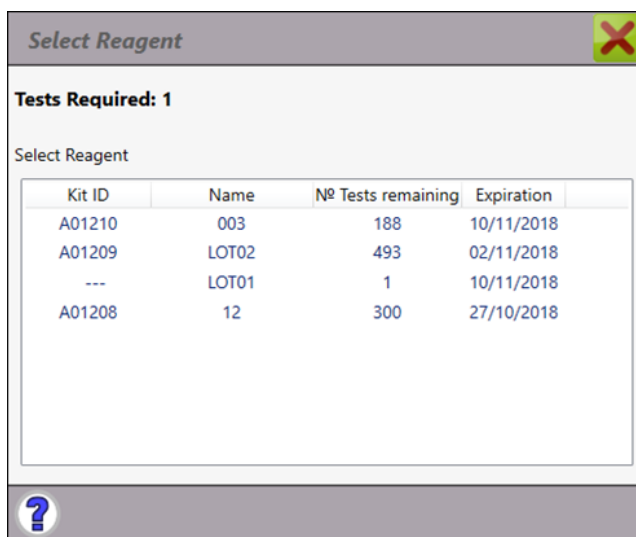 Select Reagent
Tests Required: 1
Select Reagent
Kit ID Name Nº Tests remaining Expiration
A01210 003 188 10/11/2018
A01209 LOT02 493 02/11/2018
--- LOT01 1 10/11/2018
A01208 12 300 27/10/2018
?